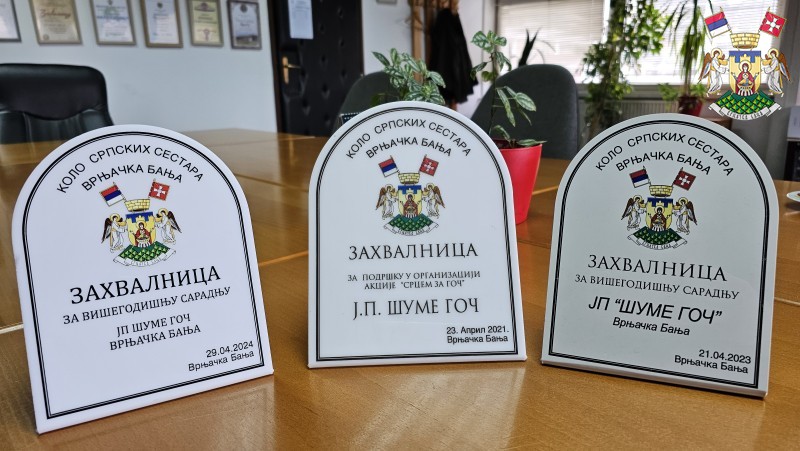 КОЛО СРПСКИХ СЕСТАРА
ВРЊАЧКА БАЊА
ЗАХВАЛНИЦА
ЗА ВИШЕГОДИШЊУ САРАДЊУ
ЈП ШУМЕ ГОЧ
ВРЊАЧКА БАЊА
29.04.2024
Врњачка Бања
КОЛО СРПСКИХ СЕСТАРА
ВРЊАЧКА БАЊА
ЗАХВАЛНИЦА
ЗА ПОДРШКУ У ОРГАНИЗАЦИЈИ
АКЦИЈЕ "СРЦЕМ ЗА ГОЧ"
Ј.П. ШУМЕ ГОЧ
23. Април 2021.
Врњачка Бања
КОЛО СРПСКИХ СЕСТАРА
ВРЊАЧКА БАЊА
ЗАХВАЛНИЦА
ЗА ВИШЕГОДИШЊУ САРАДЊУ
ЈП "ШУМЕ ГОЧ"
Врњачка Бања
21.04.2023
Врњачка Бања